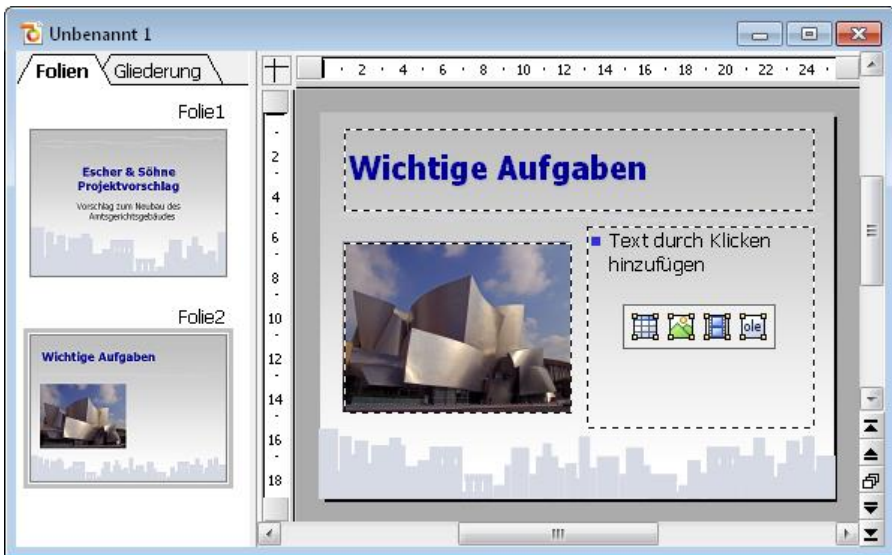 Unbenannt 1
Folien Gliederung
2 4 6 8 10 12 14 16 18 20 22 24
Folie1
Escher & Söhne
Projektvorschlag
Vorschlag zum Neubau des
Amtsgerichtsgebäudes
Folie2
Wichtige Aufgaben
2
4
6
8
10
12
14
16
18
Wichtige Aufgaben
Text durch Klicken
hinzufügen
ole